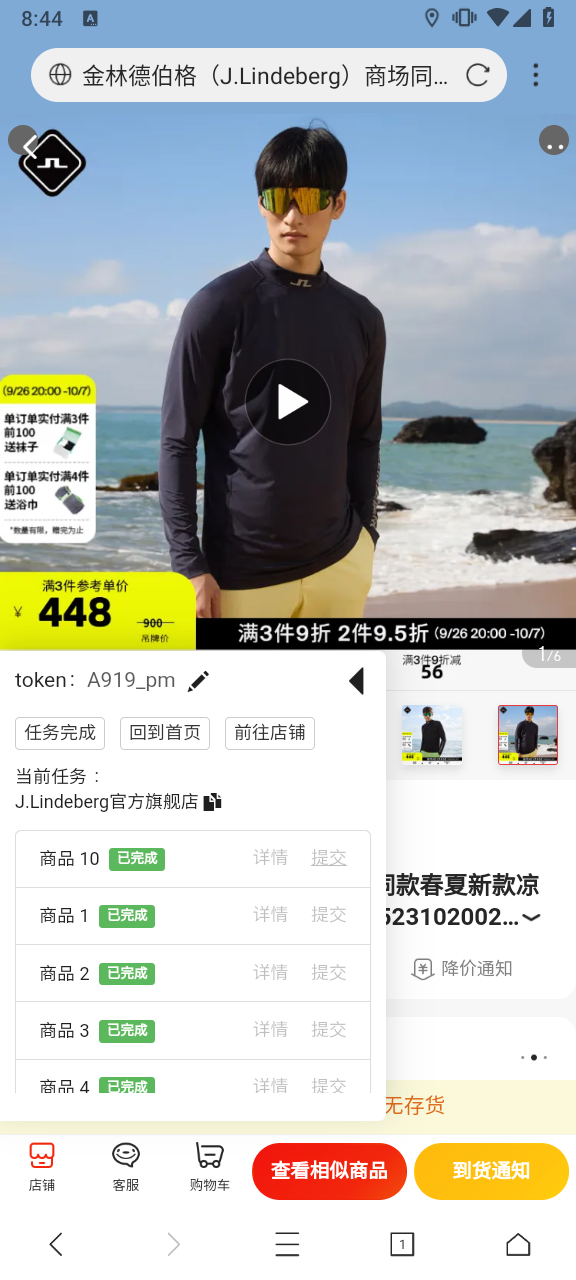 8:44
A
金林德伯格（J.Lindeberg）商场同...
(9/26 20:00 -10/7)
单订单实付满3件
前100
送袜子
单订单实付满4件
前100
送浴巾
*数量有限，赠完为止
满3件参考单价
¥ 448
900
吊牌价
满3件9折 2件9.5折 (9/26 20:00 -10/7)
满3件9折减
56
1/6
token： A919_pm
任务完成
回到首页
前往店铺
当前任务：
J.Lindeberg官方旗舰店
商品 10 已完成 详情 提交
商品 1 已完成 详情 提交
商品 2 已完成 详情 提交
商品 3 已完成 详情 提交
商品 4 已完成 详情 提交
同款春夏新款凉
523102002...
降价通知
无存货
店铺
客服
购物车
查看相似商品
到货通知
1